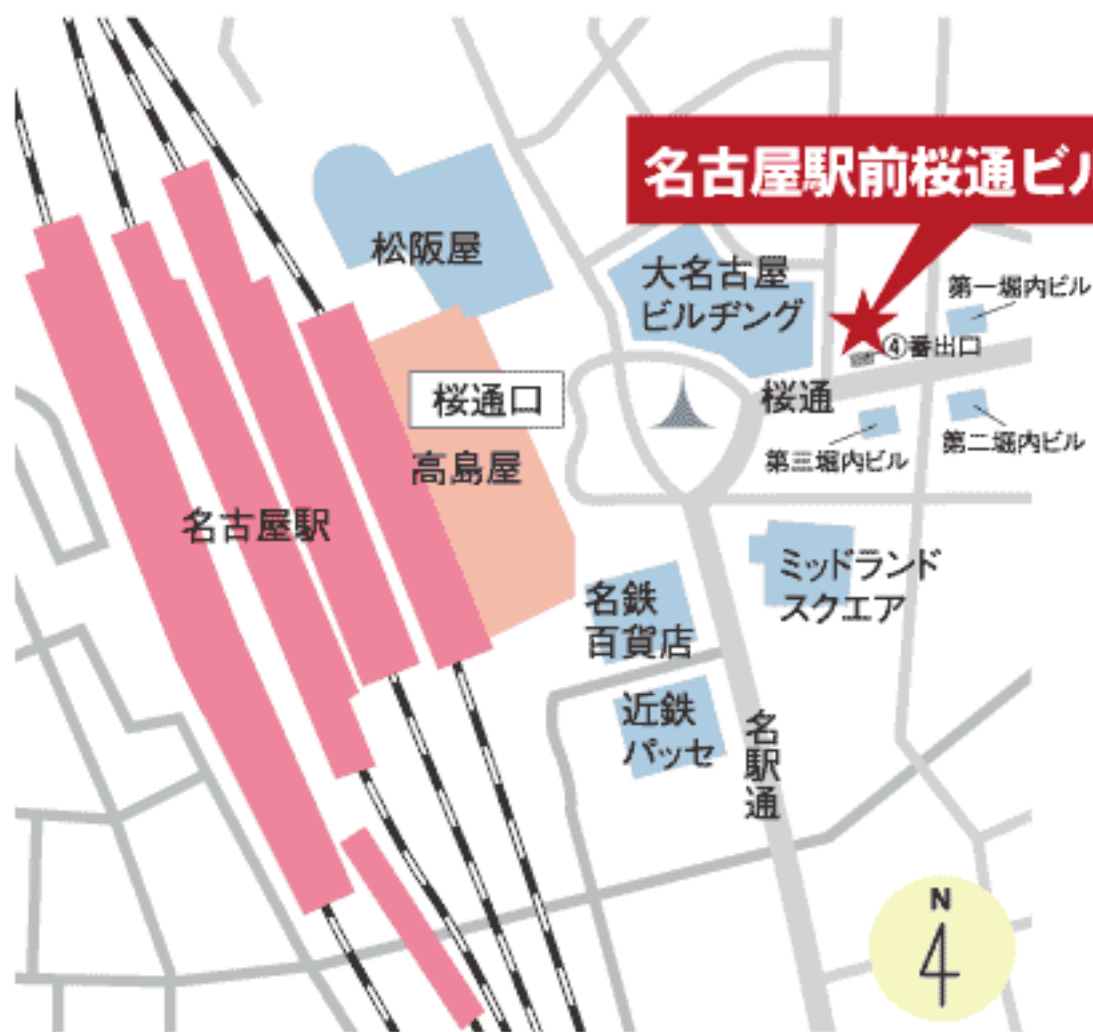 名古屋駅前桜通ビル
松阪屋
大名古屋
ビルヂング
第一堀内ビル
④番出口
桜通口
桜通
高島屋
第三堀内ビル
第二堀内ビル
名古屋駅
ミッドランド
スクエア
名鉄
百貨店
近鉄
パッセ
名駅通
N